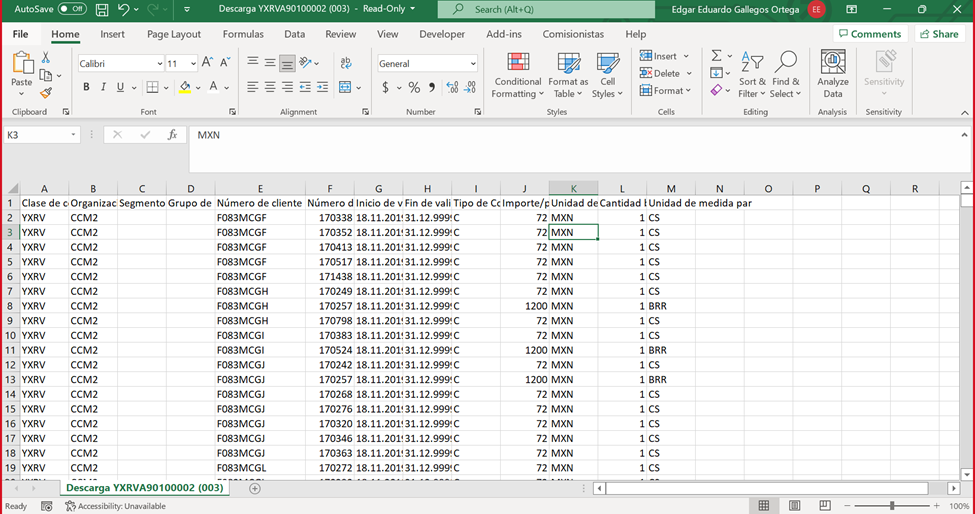 AutoSave Off Descarga YXRVA90100002 (003) - Read-Only Search (Alt+Q) Edgar Eduardo Gallegos Ortega EE
File Home Insert Page Layout Formulas Data Review View Developer Add-ins Comisionistas Help Comments Share
Paste Calibri 11 A A ab General Conditional Formatting Format as Table Cell Styles Insert Delete Format Sort & Filter Find & Select Analyze Data Sensitivity
B I U A $ %
Clipboard Font Alignment Number Styles Cells Editing Analysis Sensitivity
K3 fx MXN
A B C D E F G H I J K L M N O P Q R
1 Clase de c Organizac Segmento Grupo de Número de cliente Número d Inicio de v Fin de vali Tipo de Cc Importe/p Unidad de Cantidad Unidad de medida par
2 YXRV CCM2 F083MCGF 170338 18.11.201 31.12.999 C 72 MXN 1 CS
3 YXRV CCM2 F083MCGF 170352 18.11.201 31.12.999 C 72 MXN 1 CS
4 YXRV CCM2 F083MCGF 170413 18.11.201 31.12.999 C 72 MXN 1 CS
5 YXRV CCM2 F083MCGF 170517 18.11.201 31.12.999 C 72 MXN 1 CS
6 YXRV CCM2 F083MCGF 171438 18.11.201 31.12.999 C 72 MXN 1 CS
7 YXRV CCM2 F083MCGH 170249 18.11.201 31.12.999 C 72 MXN 1 CS
8 YXRV CCM2 F083MCGH 170257 18.11.201 31.12.999 C 1200 MXN 1 BRR
9 YXRV CCM2 F083MCGH 170798 18.11.201 31.12.999 C 72 MXN 1 CS
10 YXRV CCM2 F083MCGI 170383 18.11.201 31.12.999 C 72 MXN 1 CS
11 YXRV CCM2 F083MCGI 170524 18.11.201 31.12.999 C 1200 MXN 1 BRR
12 YXRV CCM2 F083MCGJ 170242 18.11.201 31.12.999 C 72 MXN 1 CS
13 YXRV CCM2 F083MCGJ 170257 18.11.201 31.12.999 C 1200 MXN 1 BRR
14 YXRV CCM2 F083MCGJ 170268 18.11.201 31.12.999 C 72 MXN 1 CS
15 YXRV CCM2 F083MCGJ 170276 18.11.201 31.12.999 C 72 MXN 1 CS
16 YXRV CCM2 F083MCGJ 170320 18.11.201 31.12.999 C 72 MXN 1 CS
17 YXRV CCM2 F083MCGJ 170346 18.11.201 31.12.999 C 72 MXN 1 CS
18 YXRV CCM2 F083MCGJ 170363 18.11.201 31.12.999 C 72 MXN 1 CS
19 YXRV CCM2 F083MCGL 170272 18.11.201 31.12.999 C 72 MXN 1 CS
Descarga YXRVA90100002 (003)
Ready Accessibility: Unavailable 100%